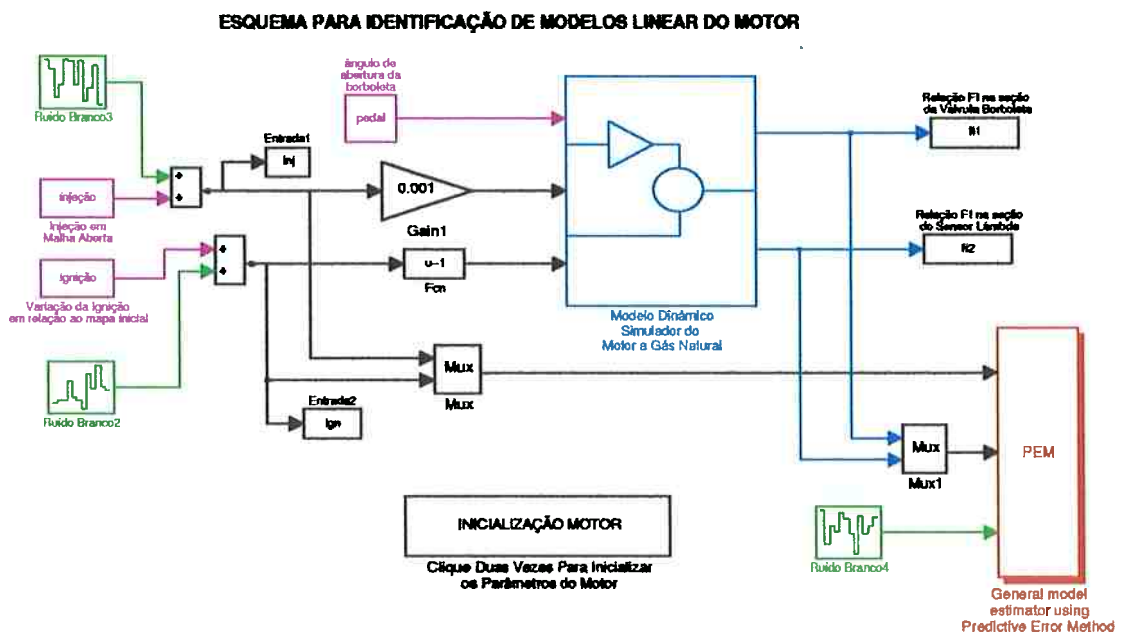 ESQUEMA PARA IDENTIFICAÇÃO DE MODELOS LINEAR DO MOTOR
Ruido Branco3
ângulo de
abertura da
borboleta
pedal
Entrada1
Inj
injeção
Injeção em
Malha Aberta
0.001
Gain1
Ignição
Variação da Ignição
em relação ao mapa inicial
u-1
Fcn
Ruido Branco2
Entrada2
Ign
Mux
Mux
Modelo Dinâmico
Simulador do
Motor a Gás Natural
Relação F1 na seção
da Válvula Borboleta
fi1
Relação F1 na seção
do Sensor Lâmbda
fi2
Mux
Mux1
PEM
INICIALIZAÇÃO MOTOR
Clique Duas Vezes Para Inicializar
os Parâmetros do Motor
Ruido Branco4
General model
estimator using
Predictive Error Method